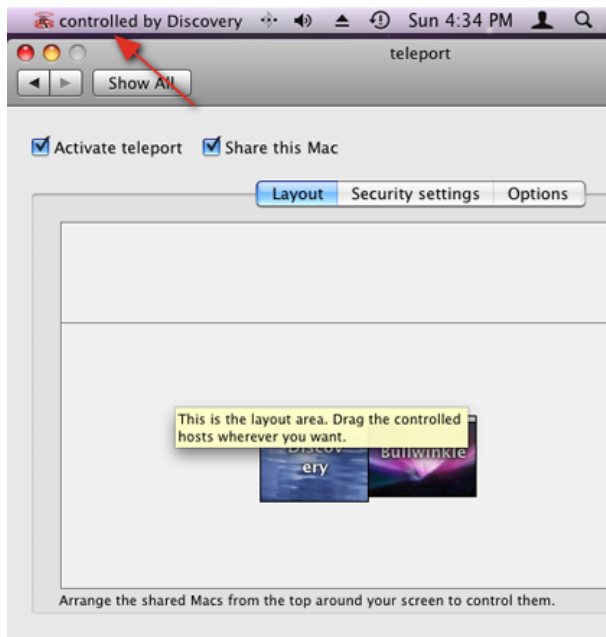 controlled by Discovery Sun 4:34 PM
teleport
Show All
Activate teleport Share this Mac
Layout Security settings Options
This is the layout area. Drag the controlled
hosts wherever you want.
Discov
ery
Bullwinkle
Arrange the shared Macs from the top around your screen to control them.